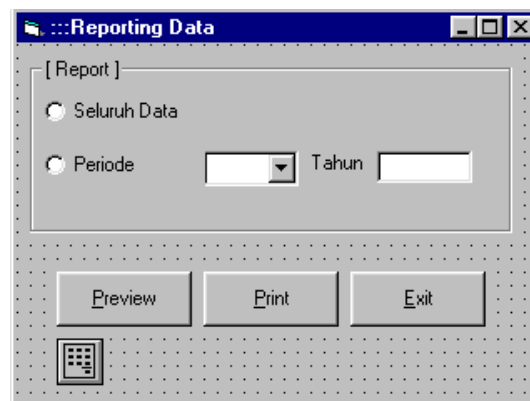 :::Reporting Data
[ Report ]
Seluruh Data
Periode Tahun
Preview Print Exit